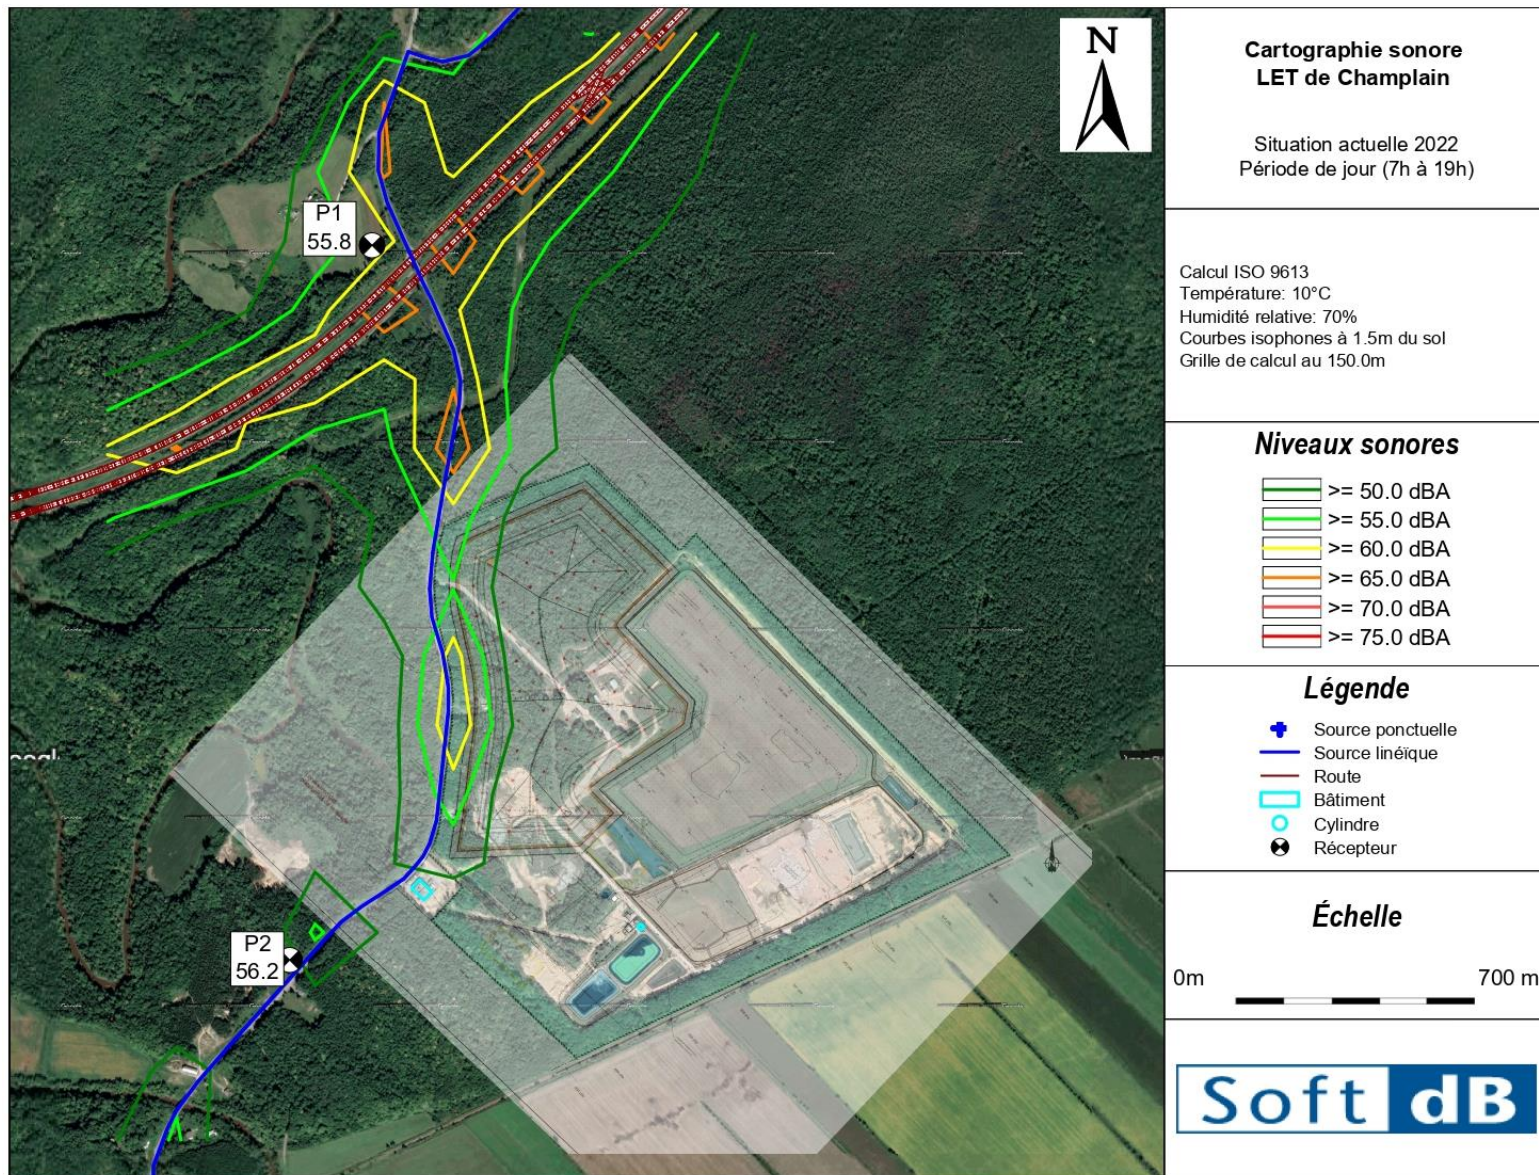 N
P1
55.8
P2
56.2
Cartographie sonore
LET de Champlain
Situation actuelle 2022
Période de jour (7h à 19h)
Calcul ISO 9613
Température: 10°C
Humidité relative: 70%
Courbes isophones à 1.5m du sol
Grille de calcul au 150.0m
Niveaux sonores
>= 50.0 dBA
>= 55.0 dBA
>= 60.0 dBA
>= 65.0 dBA
>= 70.0 dBA
>= 75.0 dBA
Légende
Source ponctuelle
Source linéïque
Route
Bâtiment
Cylindre
Récepteur
Échelle
0m 700 m
Soft dB